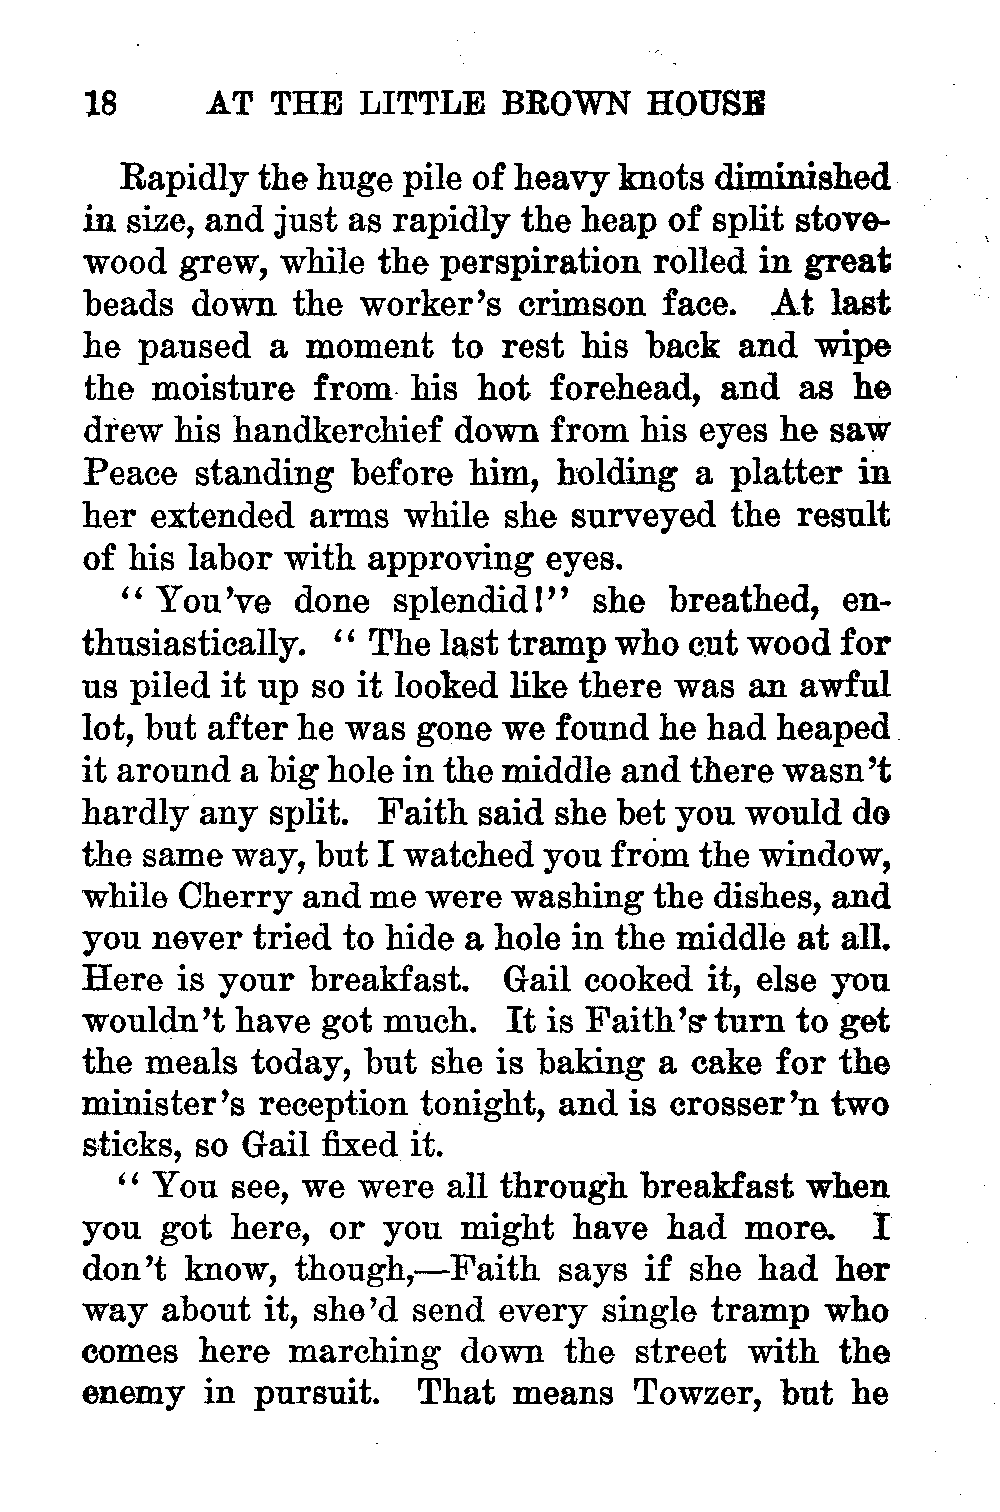 18 AT THE LITTLE BROWN HOUSE
Rapidly the huge pile of heavy knots diminished
in size, and just as rapidly the heap of split stove-
wood grew, while the perspiration rolled in great
beads down the worker's crimson face. At last
he paused a moment to rest his back and wipe
the moisture from his hot forehead, and as he
drew his handkerchief down from his eyes he saw
Peace standing before him, holding a platter in
her extended arms while she surveyed the result
of his labor with approving eyes.
“ You've done splendid!” she breathed, en-
thusiastically. “ The last tramp who cut wood for
us piled it up so it looked like there was an awful
lot, but after he was gone we found he had heaped
it around a big hole in the middle and there wasn't
hardly any split. Faith said she bet you would do
the same way, but I watched you from the window,
while Cherry and me were washing the dishes, and
you never tried to hide a hole in the middle at all.
Here is your breakfast. Gail cooked it, else you
wouldn't have got much. It is Faith's turn to get
the meals today, but she is baking a cake for the
minister's reception tonight, and is crosser'n two
sticks, so Gail fixed it.
“ You see, we were all through breakfast when
you got here, or you might have had more. I
don't know, though,—Faith says if she had her
way about it, she'd send every single tramp who
comes here marching down the street with the
enemy in pursuit. That means Towzer, but he